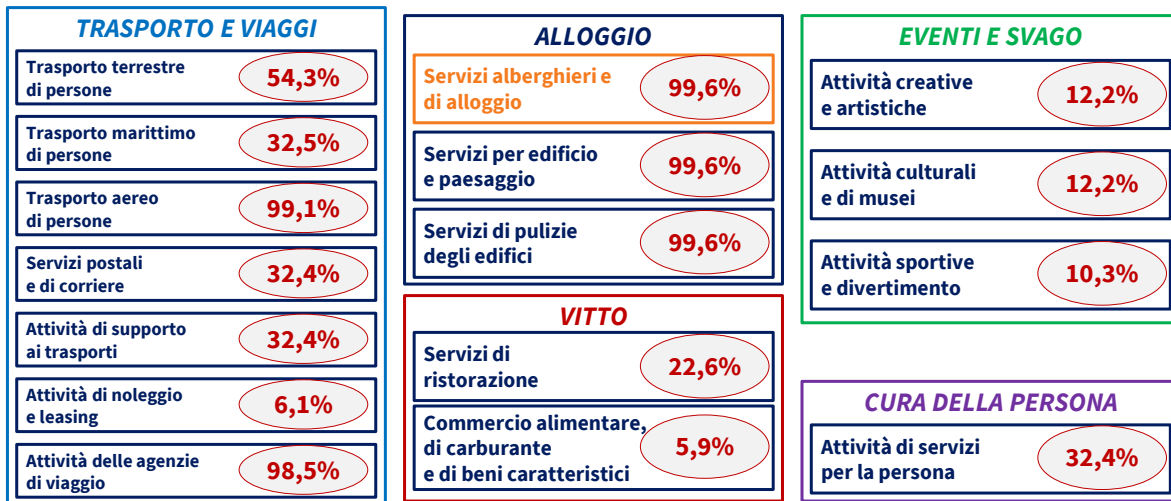 TRASPORTO E VIAGGI
Trasporto terrestre
di persone
54,3%
Trasporto marittimo
di persone
32,5%
Trasporto aereo
di persone
99,1%
Servizi postali
e di corriere
32,4%
Attività di supporto
ai trasporti
32,4%
Attività di noleggio
e leasing
6,1%
Attività delle agenzie
di viaggio
98,5%
ALLOGGIO
Servizi alberghieri e
di alloggio
99,6%
Servizi per edificio
e paesaggio
99,6%
Servizi di pulizie
degli edifici
99,6%
VITTO
Servizi di
ristorazione
22,6%
Commercio alimentare,
di carburante
e di beni caratteristici
5,9%
EVENTI E SVAGO
Attività creative
e artistiche
12,2%
Attività culturali
e di musei
12,2%
Attività sportive
e divertimento
10,3%
CURA DELLA PERSONA
Attività di servizi
per la persona
32,4%